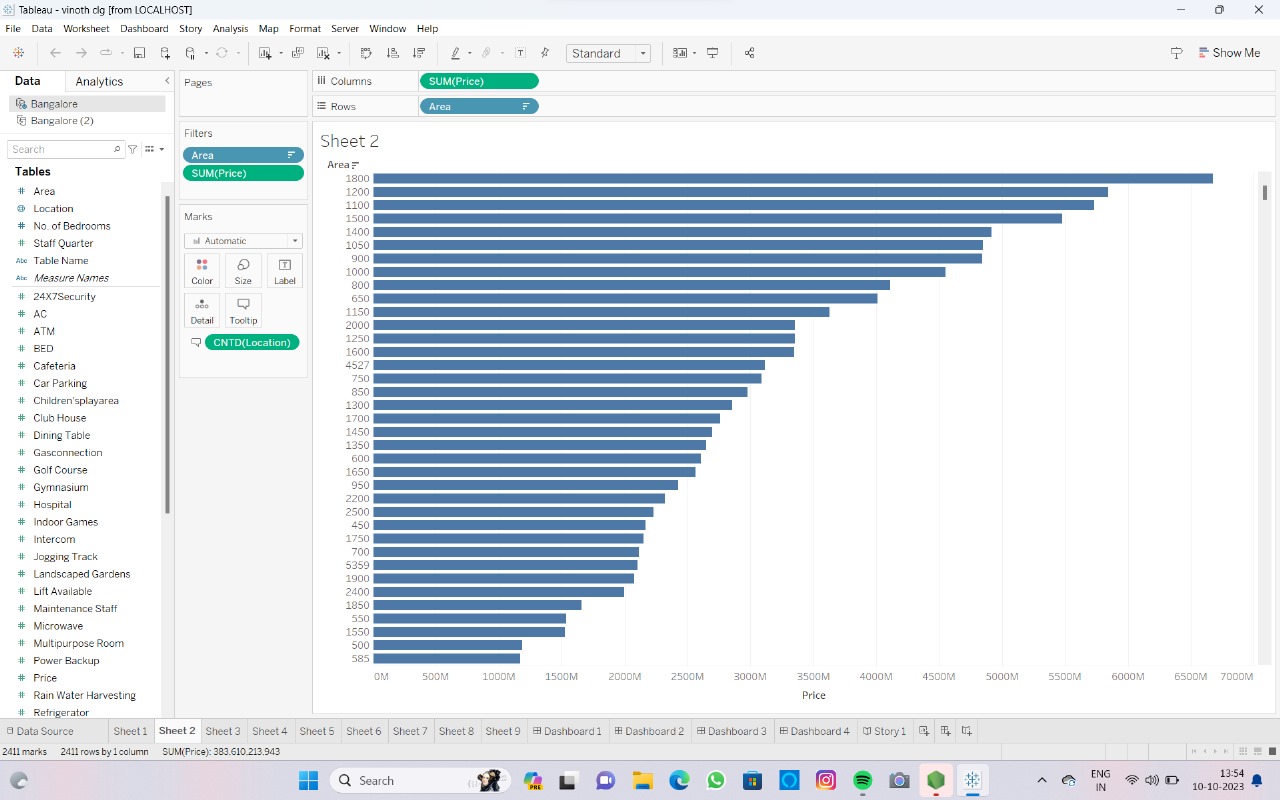 Tableau - vinoth clg [from LOCALHOST]
File Data Worksheet Dashboard Story Analysis Map Format Server Window Help
Standard
Show Me
Data Analytics
Bangalore
Bangalore (2)
Search
Tables
# Area
Location
# No. of Bedrooms
# Staff Quarter
Abc Table Name
Abc Measure Names
# 24X7Security
# AC
# ATM
# BED
# Cafeteria
# Car Parking
# Children'splayarea
# Club House
# Dining Table
# Gasconnection
# Golf Course
# Gymnasium
# Hospital
# Indoor Games
# Intercom
# Jogging Track
# Landscaped Gardens
# Lift Available
# Maintenance Staff
# Microwave
# Multipurpose Room
# Power Backup
# Price
# Rain Water Harvesting
# Refrigerator
Pages
Filters
Area
SUM(Price)
Marks
Automatic
Color Size Label
Detail Tooltip
CNTD(Location)
Columns SUM(Price)
Rows Area
Sheet 2
Area
1800
1200
1100
1500
1400
1050
900
1000
800
650
1150
2000
1250
1600
4527
750
850
1300
1700
1450
1350
600
1650
950
2200
2500
450
1750
700
5359
1900
2400
1850
550
1550
500
585
0M 500M 1000M 1500M 2000M 2500M 3000M 3500M 4000M 4500M 5000M 5500M 6000M 6500M 7000M
Price
Data Source Sheet 1 Sheet 2 Sheet 3 Sheet 4 Sheet 5 Sheet 6 Sheet 7 Sheet 8 Sheet 9 Dashboard 1 Dashboard 2 Dashboard 3 Dashboard 4 Story 1
2411 marks 2411 rows by 1 column SUM(Price): 383,610,213,943
Search
PRE
ENG
IN
13:54
10-10-2023